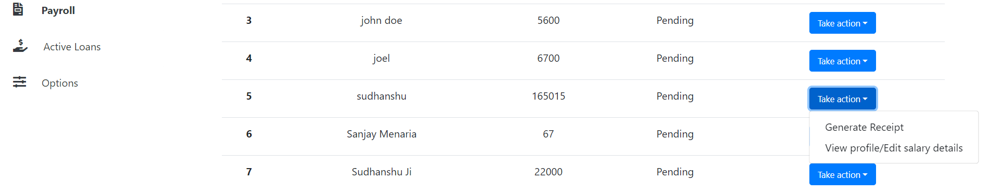 Payroll
Active Loans
Options
3 john doe 5600 Pending Take action
4 joel 6700 Pending Take action
5 sudhanshu 165015 Pending Take action
Generate Receipt
View profile/Edit salary details
6 Sanjay Menaria 67 Pending
7 Sudhanshu Ji 22000 Pending Take action